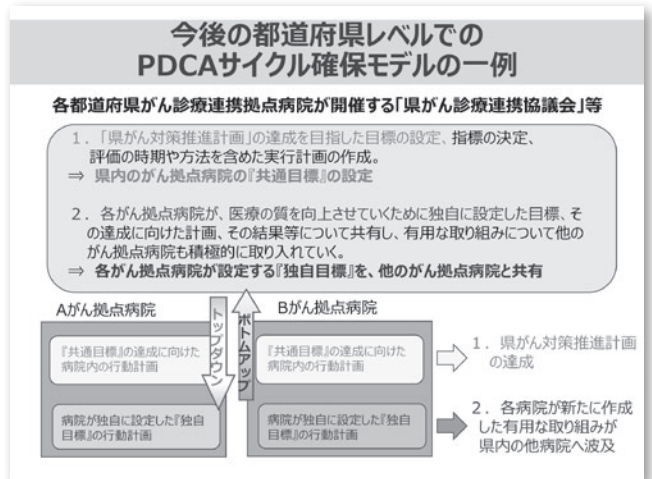 今後の都道府県レベルでの
PDCAサイクル確保モデルの一例
各都道府県がん診療連携拠点病院が開催する「県がん診療連携協議会」等
1．「県がん対策推進計画」の達成を目指した目標の設定、指標の決定、
評価の時期や方法を含めた実行計画の作成。
⇒ 県内のがん拠点病院の『共通目標』の設定
2．各がん拠点病院が、医療の質を向上させていくために独自に設定した目標、そ
の達成に向けた計画、その結果等について共有し、有用な取り組みについて他の
がん拠点病院も積極的に取り入れていく。
⇒ 各がん拠点病院が設定する『独自目標』を、他のがん拠点病院と共有
Aがん拠点病院
トップダウン
ボトムアップ
Bがん拠点病院
『共通目標』の達成に向けた
病院内の行動計画
病院が独自に設定した『独自
目標』の行動計画
『共通目標』の達成に向けた
病院内の行動計画
病院が独自に設定した『独自
目標』の行動計画
1．県がん対策推進計画
の達成
2．各病院が新たに作成
した有用な取り組みが
県内の他病院へ波及